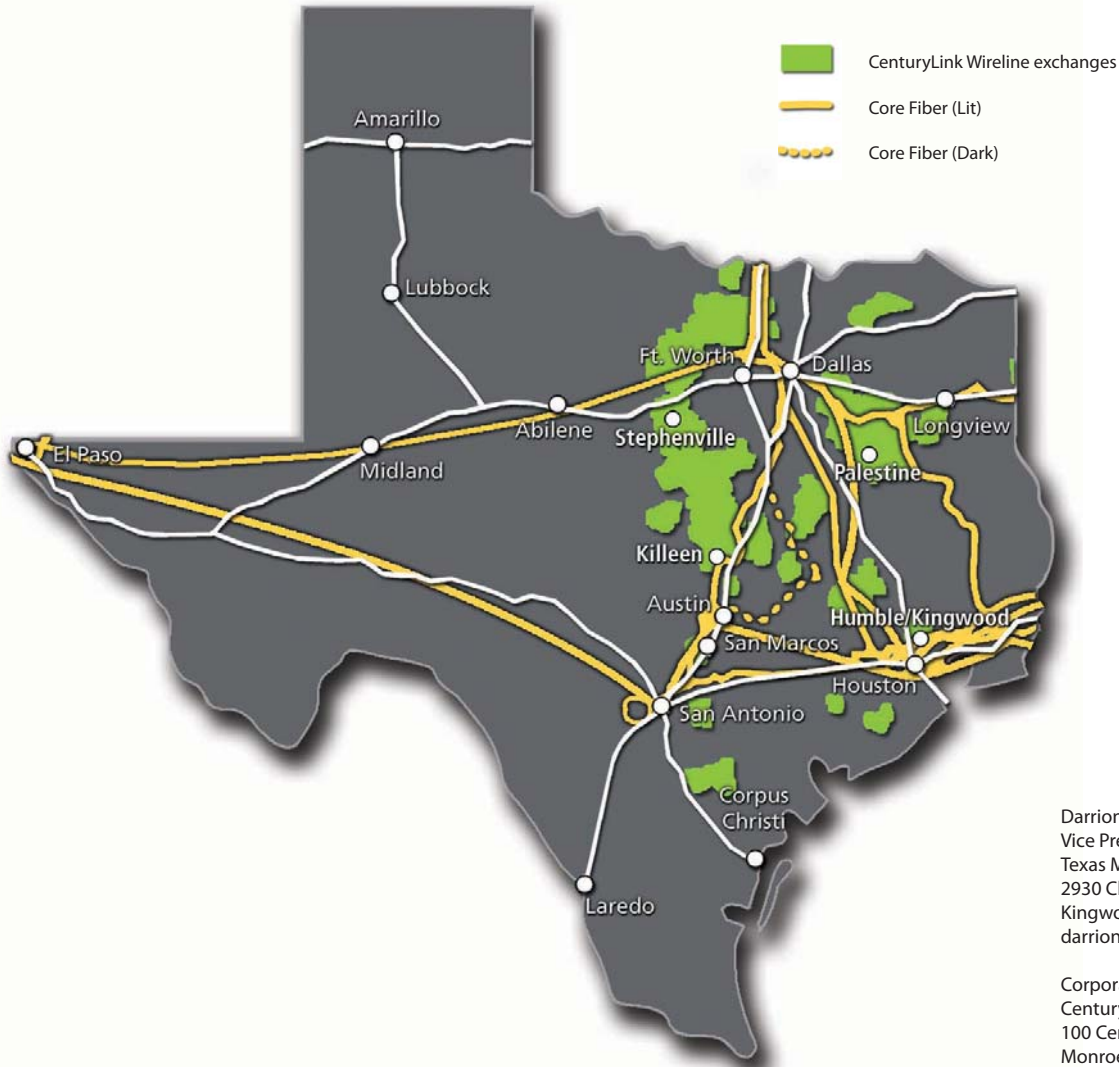 CenturyLink Wireline exchanges
Core Fiber (Lit)
Core Fiber (Dark)
Amarillo
Lubbock
Ft. Worth
Dallas
Abilene
Stephenville
Longview
El Paso
Midland
Palestine
Killeen
Austin
Humble/Kingwood
San Marcos
Houston
San Antonio
Corpus
Christi
Laredo
Darrion
Vice Pre
Texas M
2930 C
Kingwo
darrion
Corpor
Century
100 Cer
Monroe